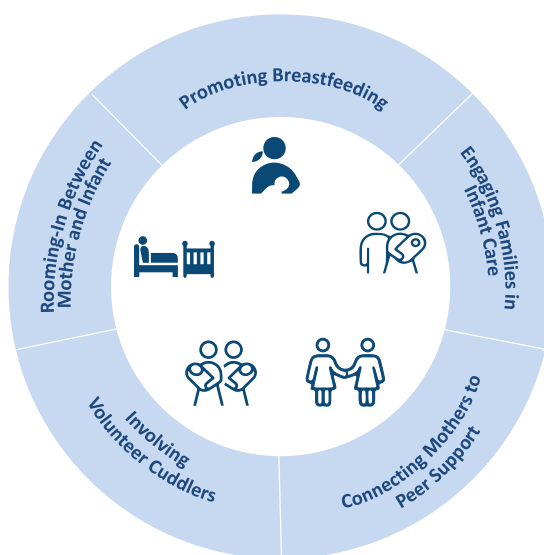 Promoting Breastfeeding
Engaging Families in
Infant Care
Connecting Mothers to
Peer Support
Involving
Volunteer Cuddlers
Rooming-In Between
Mother and Infant